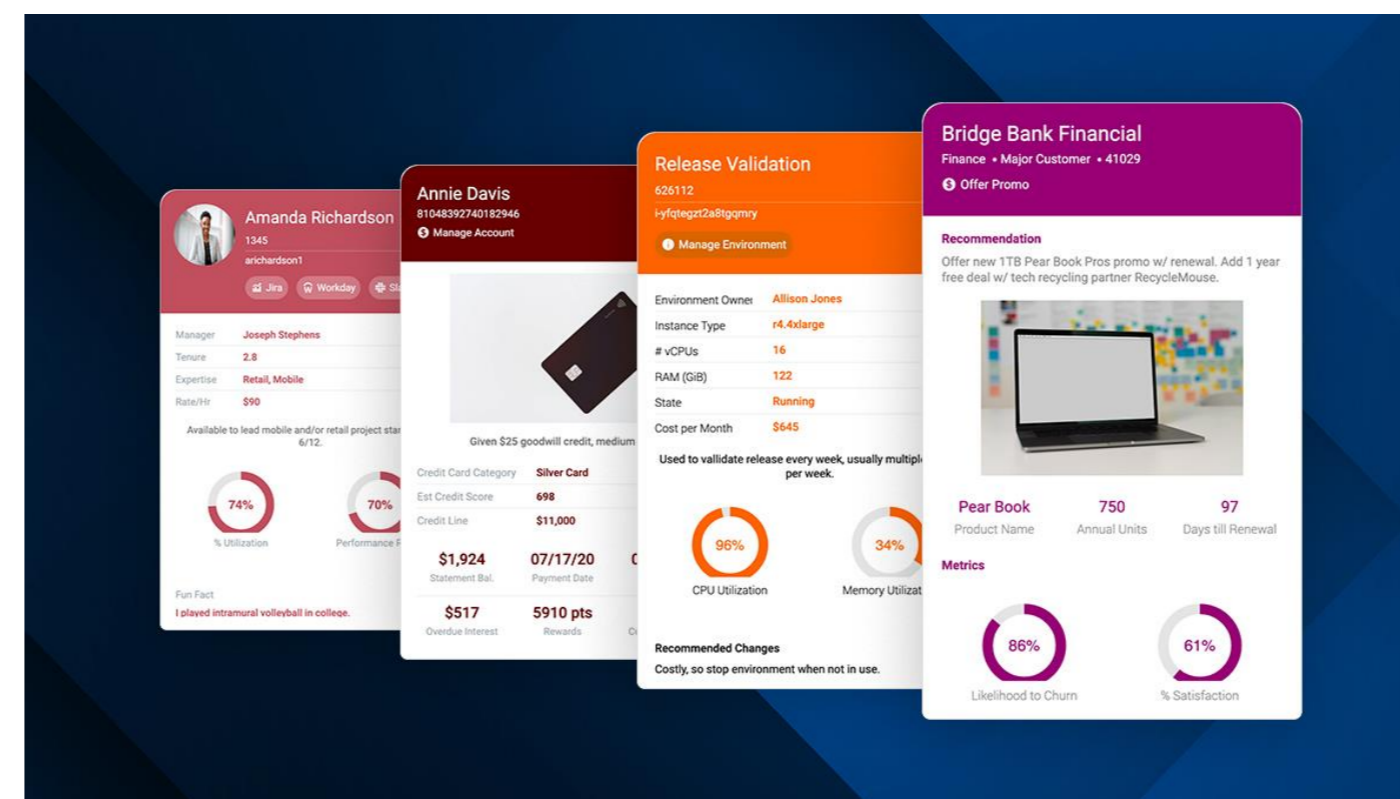 Amanda Richardson
1345
arichardson1
Jira Workday
Manager Joseph Stephens
Tenure 2.8
Expertise Retail, Mobile
Rate/Hr $90
Available to lead mobile and/or retail project
6/12.
74% 70%
% Utilization Performance
Fun Fact
I played intramural volleyball in college.
Annie Davis
81048392740182946
Manage Account
Given $25 goodwill credit, medium
Credit Card Category Silver Card
Est Credit Score 698
Credit Line $11,000
$1,924 07/17/20
Statement Bal. Payment Date
$517 5910 pts
Overdue Interest Rewards
Release Validation
626112
i-yfqtegzt2a8tgqmry
Manage Environment
Environment Owner Allison Jones
Instance Type r4.4xlarge
# vCPUs 16
RAM (GiB) 122
State Running
Cost per Month $645
Used to vallidate release every week, usually
per week.
96% 34%
CPU Utilization Memory
Recommended Changes
Costly, so stop environment when not in use.
Bridge Bank Financial
Finance • Major Customer • 41029
Offer Promo
Recommendation
Offer new 1TB Pear Book Pros promo w/ renewal. Add 1 year
free deal w/ tech recycling partner RecycleMouse.
Pear Book 750 97
Product Name Annual Units Days till Renewal
Metrics
86% 61%
Likelihood to Churn % Satisfaction